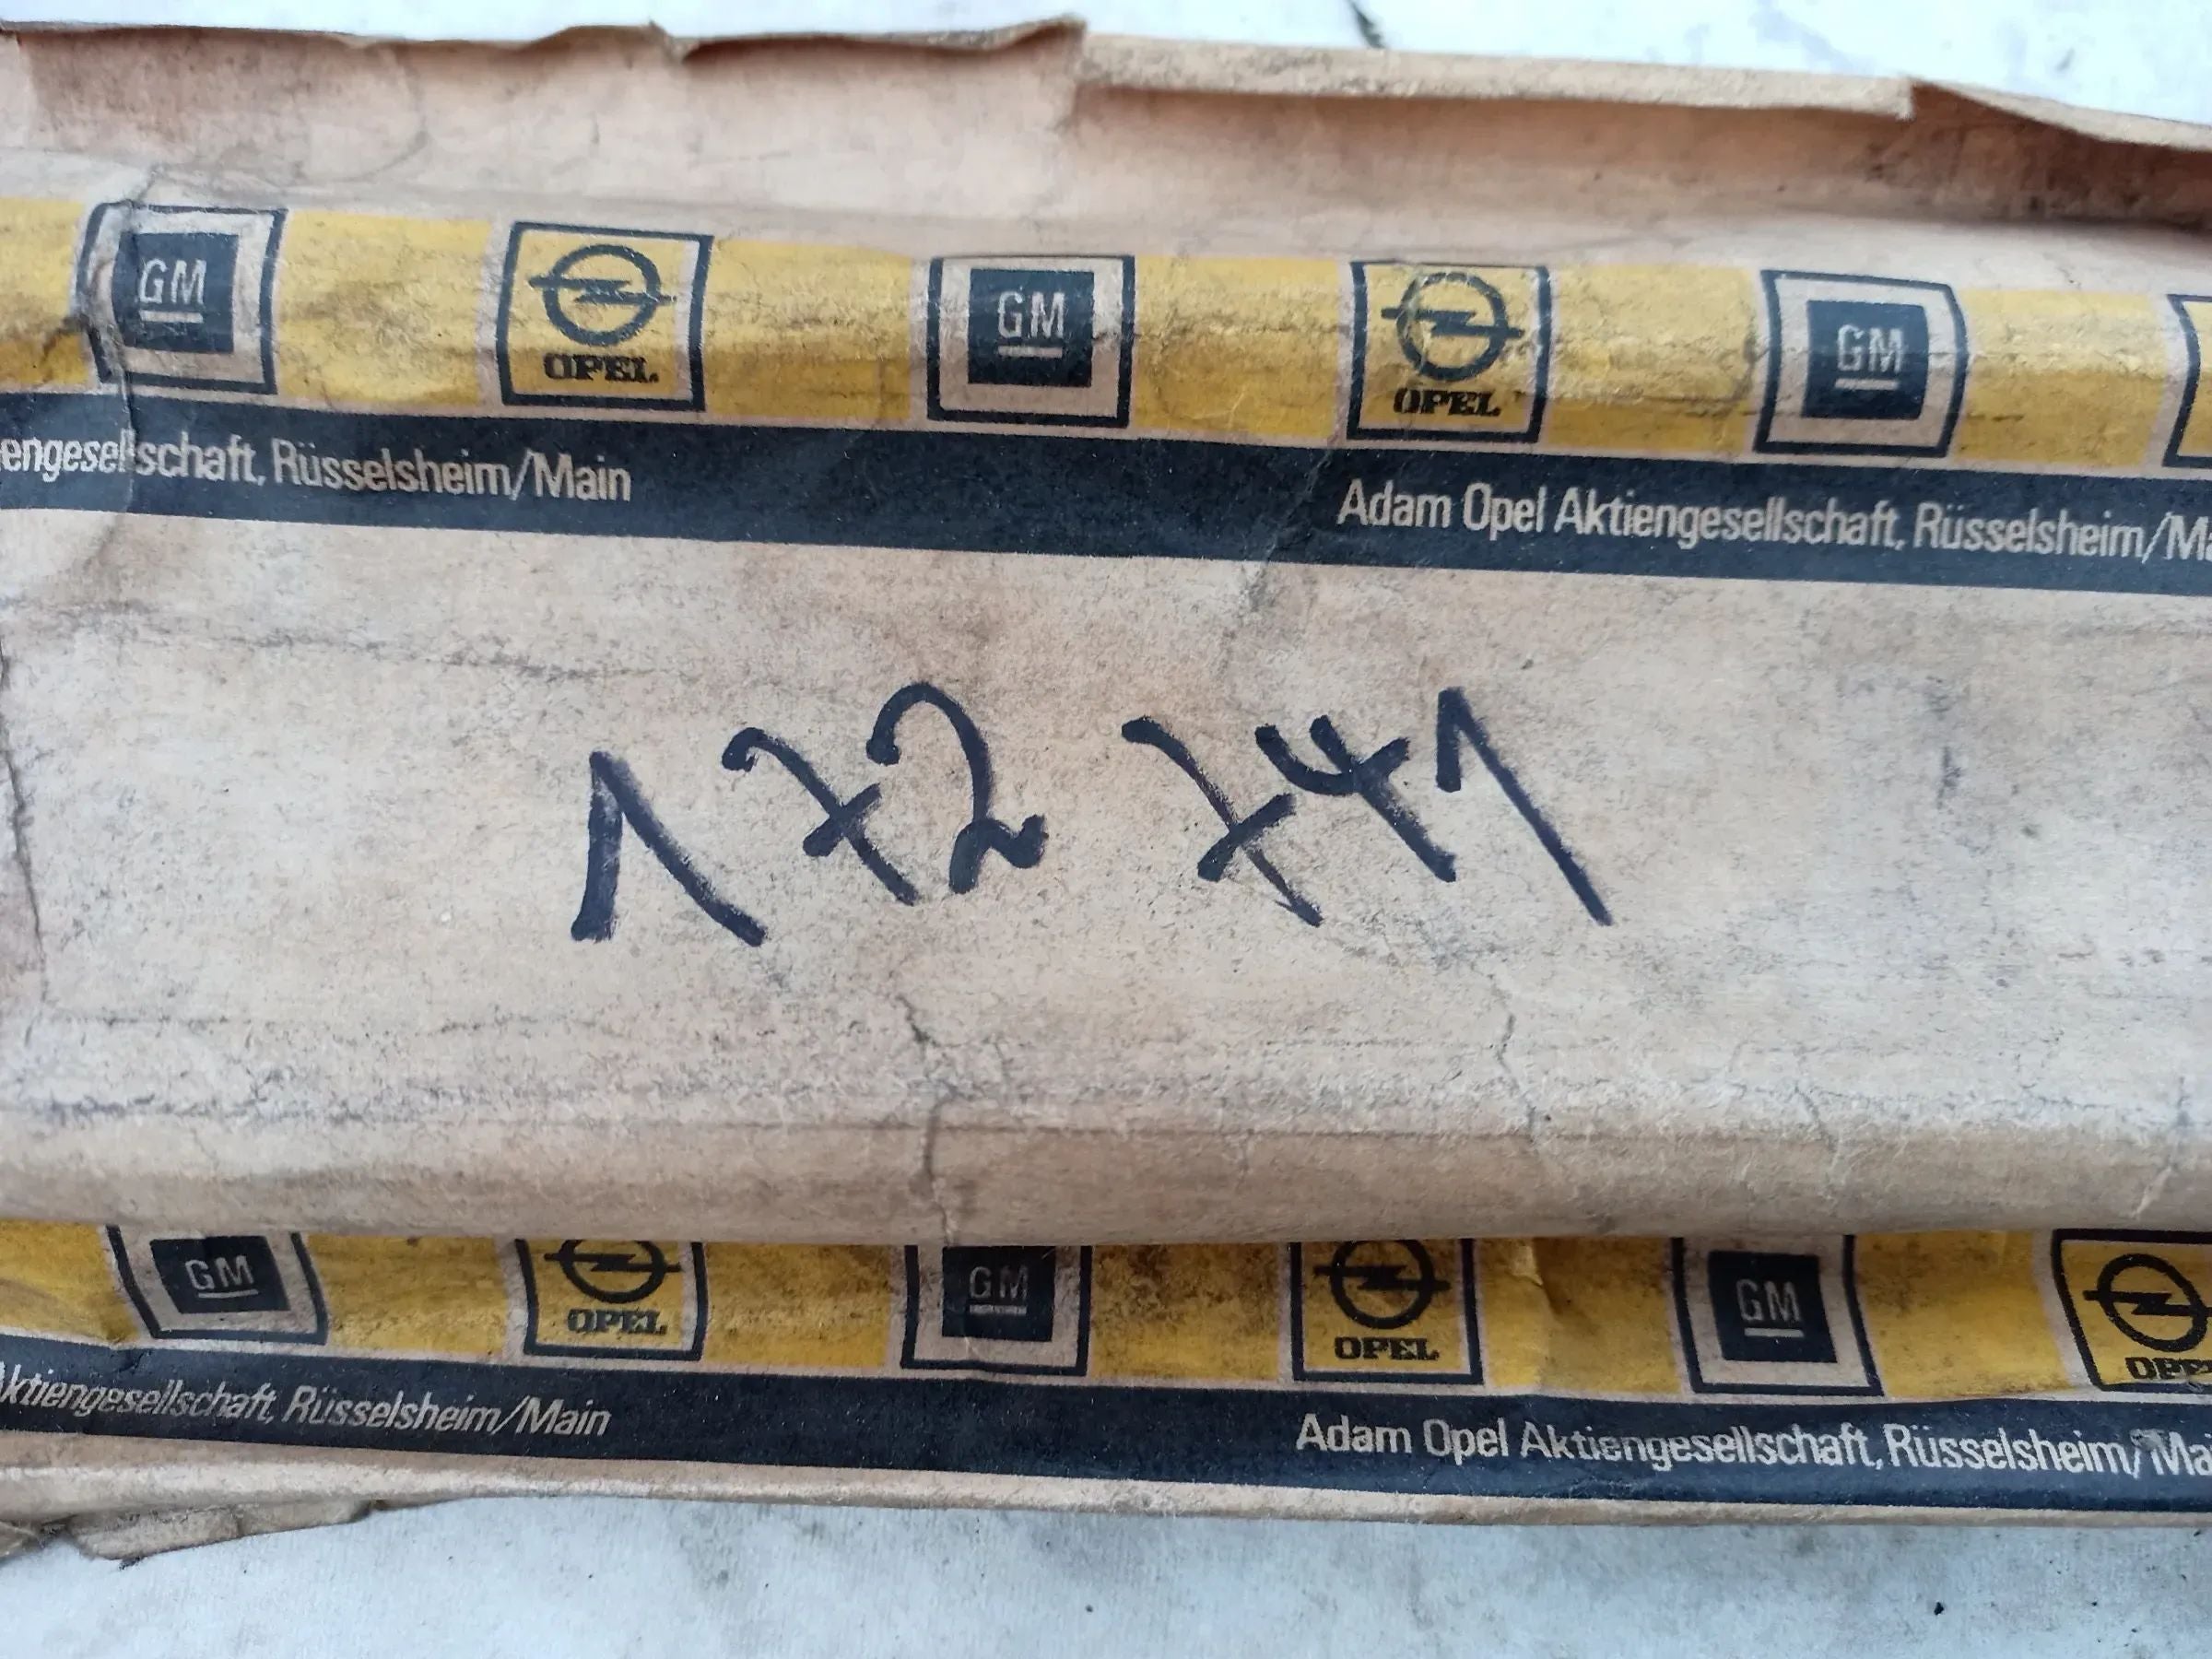 GM OPEL GM OPEL GM
engesellschaft, Rüsselsheim/Main Adam Opel Aktiengesellschaft, Rüsselsheim/Ma
172 741
GM OPEL GM OPEL GM OPE
Aktiengesellschaft, Rüsselsheim/Main Adam Opel Aktiengesellschaft, Rüsselsheim/Ma